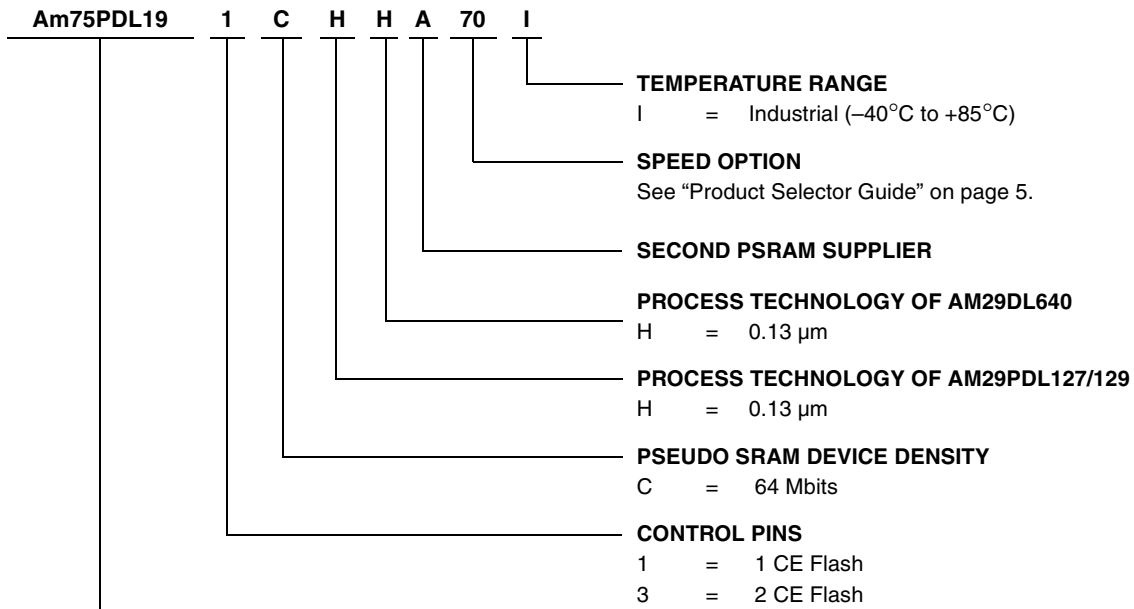 Am75PDL19 1 C H H A 70 I
TEMPERATURE RANGE
I = Industrial (–40°C to +85°C)
SPEED OPTION
See “Product Selector Guide” on page 5.
SECOND PSRAM SUPPLIER
PROCESS TECHNOLOGY OF AM29DL640
H = 0.13 µm
PROCESS TECHNOLOGY OF AM29PDL127/129
H = 0.13 µm
PSEUDO SRAM DEVICE DENSITY
C = 64 Mbits
CONTROL PINS
1 = 1 CE Flash
3 = 2 CE Flash